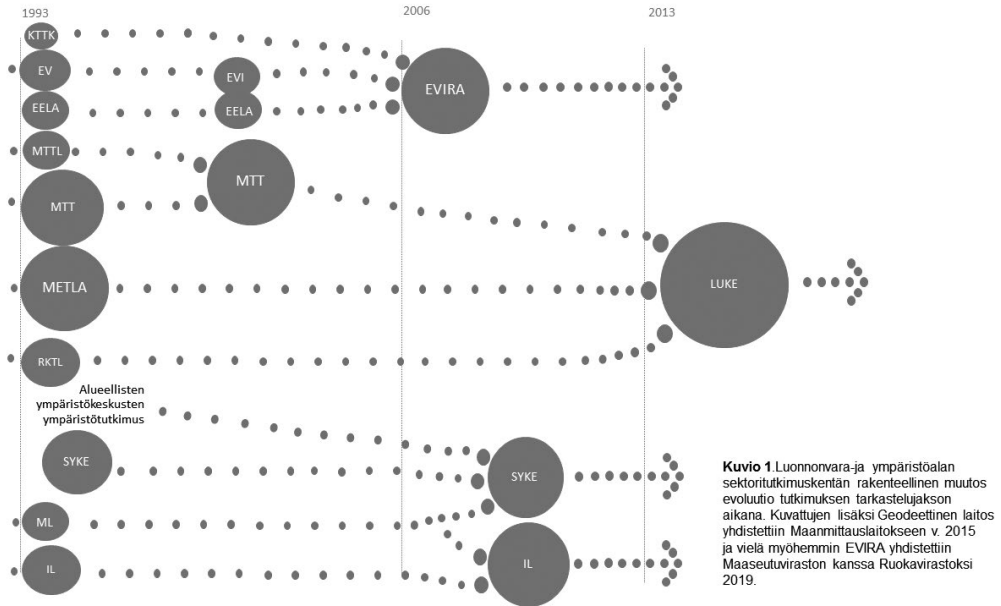 1993
2006
2013
KTTK
EV
EVI
EVIRA
EELA
EELA
MTTL
MTT
MTT
METLA
LUKE
RKTL
Alueellisten
ympäristökeskusten
ympäristötutkimus
SYKE
SYKE
ML
IL
IL
Kuvio 1.Luonnonvara-ja ympäristöalan
sektoritutkimuskentän rakenteellinen muutos
evoluutio tutkimuksen tarkastelujakson
aikana. Kuvattujen lisäksi Geodeettinen laitos
yhdistettiin Maanmittauslaitokseen v. 2015
ja vielä myöhemmin EVIRA yhdistettiin
Maaseutuviraston kanssa Ruokavirastoksi
2019.